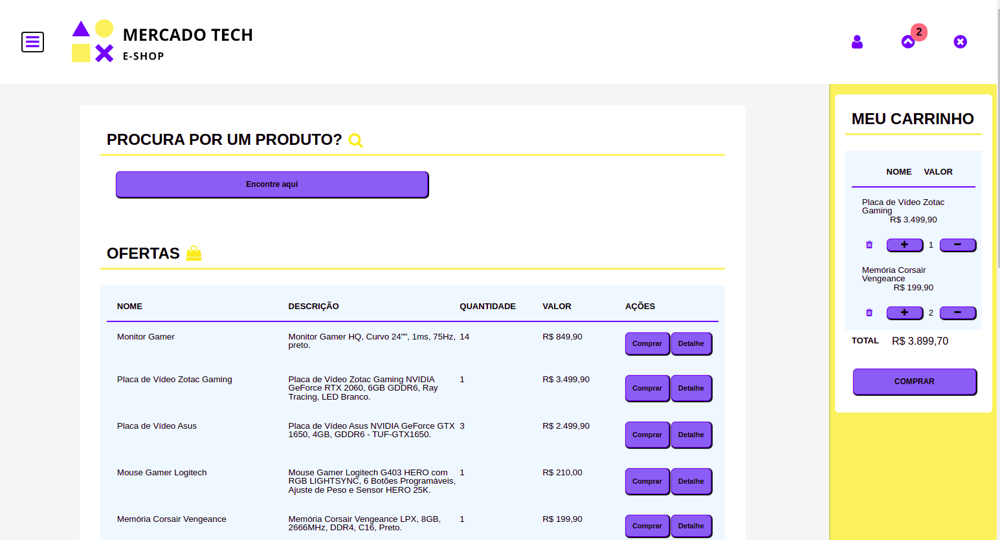 MERCADO TECH
E-SHOP
2
PROCURA POR UM PRODUTO?
Encontre aqui
OFERTAS
NOME DESCRIÇÃO QUANTIDADE VALOR AÇÕES
Monitor Gamer Monitor Gamer HQ, Curvo 24"", 1ms, 75Hz, 14 R$ 849,90 Comprar Detalhe
preto.
Placa de Vídeo Zotac Gaming Placa de Vídeo Zotac Gaming NVIDIA 1 R$ 3.499,90 Comprar Detalhe
GeForce RTX 2060, 6GB GDDR6, Ray
Tracing, LED Branco.
Placa de Vídeo Asus Placa de Vídeo Asus NVIDIA GeForce GTX 3 R$ 2.499,90 Comprar Detalhe
1650, 4GB, GDDR6 - TUF-GTX1650.
Mouse Gamer Logitech Mouse Gamer Logitech G403 HERO com 1 R$ 210,00 Comprar Detalhe
RGB LIGHTSYNC, 6 Botões Programáveis,
Ajuste de Peso e Sensor HERO 25K.
Memória Corsair Vengeance Memória Corsair Vengeance LPX, 8GB, 1 R$ 199,90 Comprar Detalhe
2666MHz, DDR4, C16, Preto.
MEU CARRINHO
NOME VALOR
Placa de Vídeo Zotac
Gaming
R$ 3.499,90
+ 1 −
Memória Corsair
Vengeance
R$ 199,90
+ 2 −
TOTAL R$ 3.899,70
COMPRAR